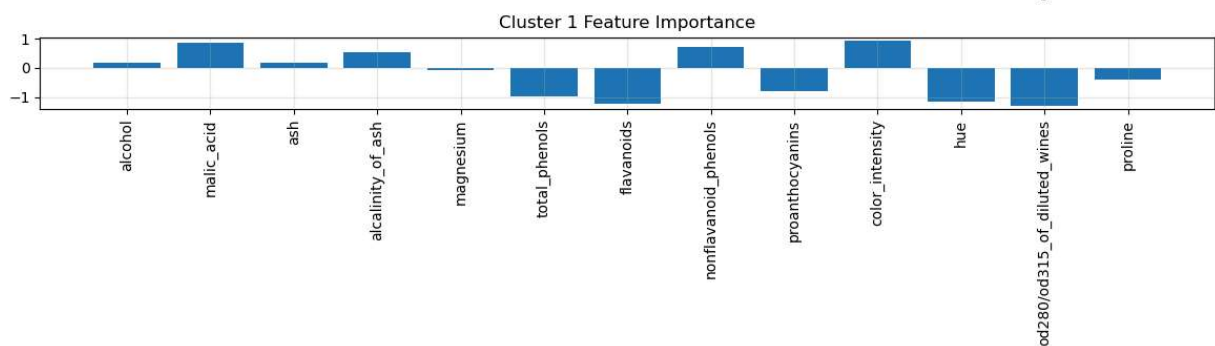 Cluster 1 Feature Importance
1
0
−1
alcohol
malic_acid
ash
alcalinity_of_ash
magnesium
total_phenols
flavanoids
nonflavanoid_phenols
proanthocyanins
color_intensity
hue
od280/od315_of_diluted_wines
proline